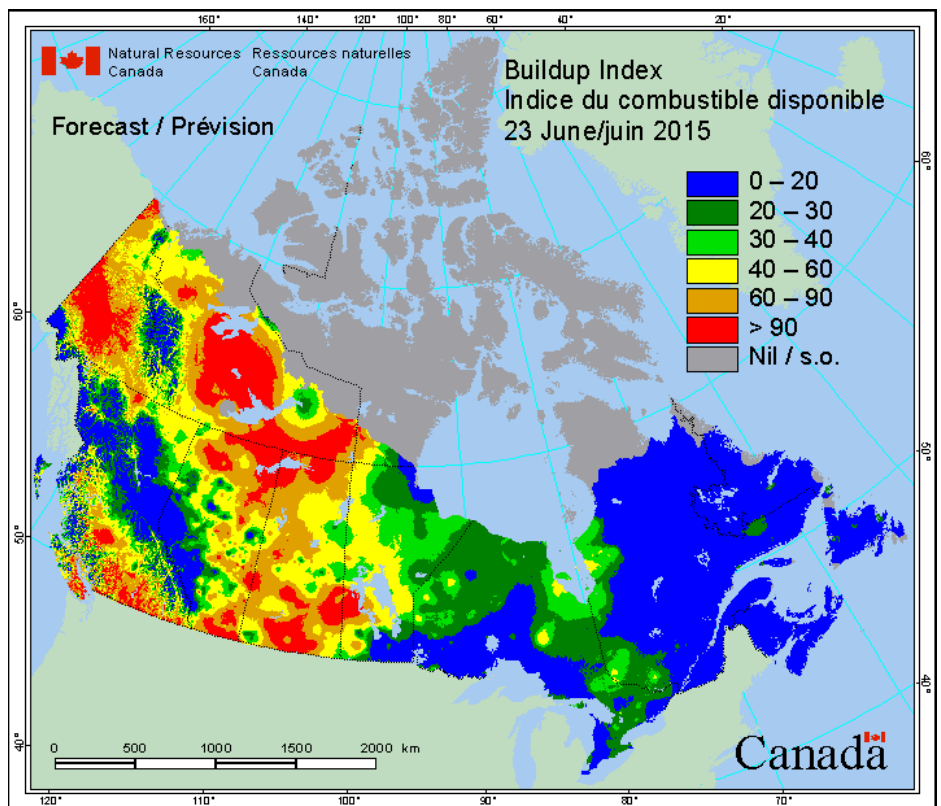 160° 180° 160° 140° 120° 100° 80° 60° 40° 20°
Natural Resources Ressources naturelles
Canada Canada
Buildup Index
Indice du combustible disponible
23 June/juin 2015
Forecast / Prévision
0 – 20
20 – 30
30 – 40
40 – 60
60 – 90
> 90
Nil / s.o.
60°
60°
50°
50°
40°
40°
0 500 1000 1500 2000 km
Canada
120° 110° 100° 90° 80° 70°